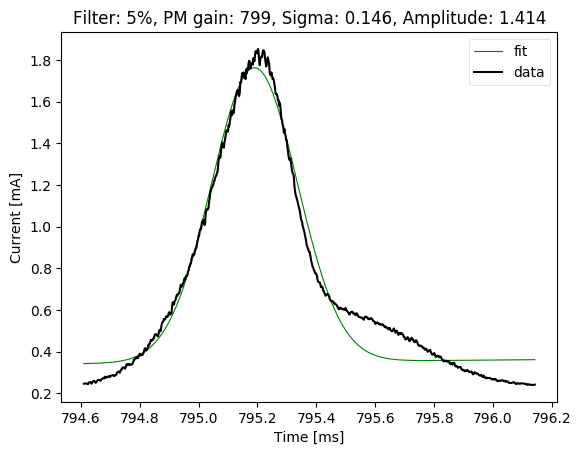 Filter: 5%, PM gain: 799, Sigma: 0.146, Amplitude: 1.414
fit
data
1.8
1.6
1.4
1.2
1.0
0.8
0.6
0.4
0.2
Current [mA]
794.6 794.8 795.0 795.2 795.4 795.6 795.8 796.0 796.2
Time [ms]